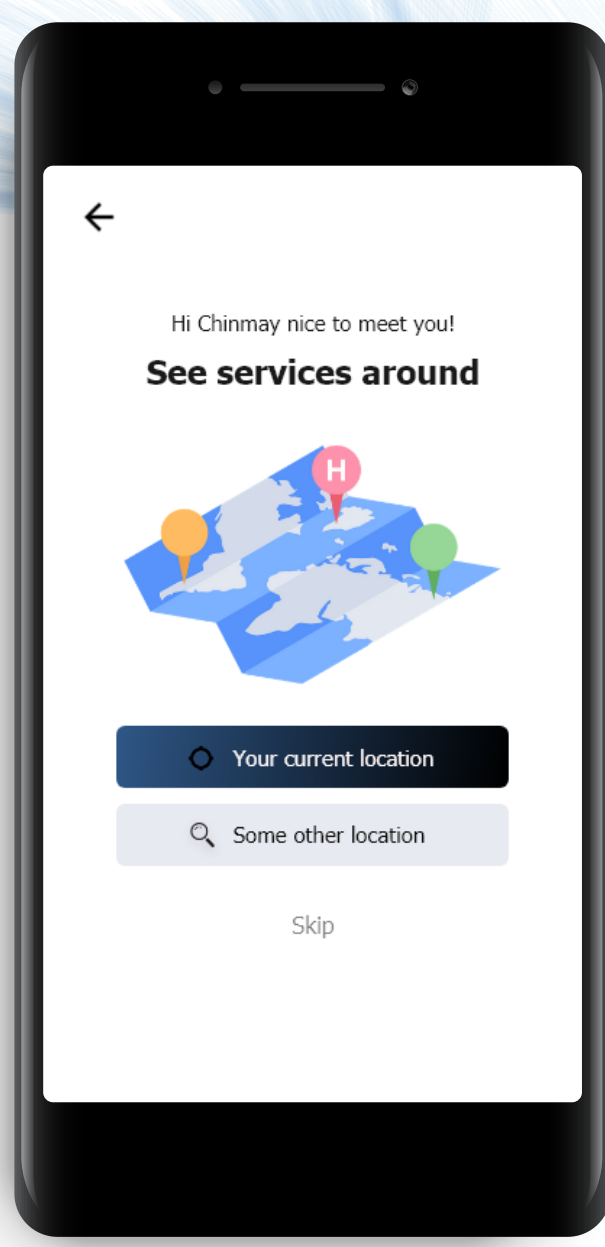 Hi Chinmay nice to meet you!
See services around
H
Your current location
Some other location
Skip